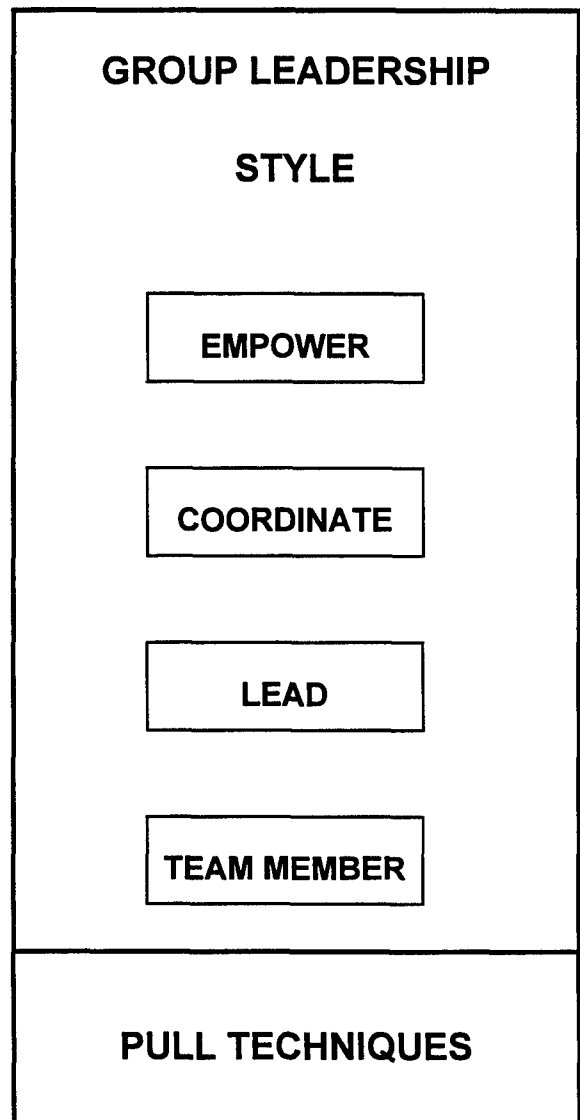 GROUP LEADERSHIP
STYLE
EMPOWER
COORDINATE
LEAD
TEAM MEMBER
PULL TECHNIQUES